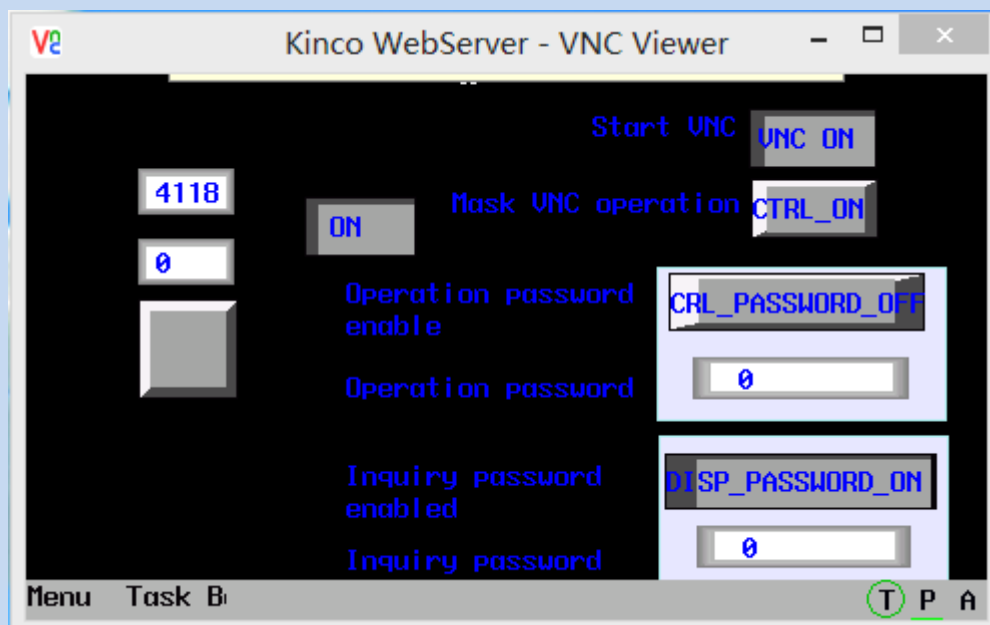 Kinco WebServer - VNC Viewer
Start VNC
VNC ON
4118
ON
Mask VNC operation
CTRL_ON
0
Operation password
enable
CRL_PASSWORD_OFF
Operation password
0
Inquiry password
enabled
DISP_PASSWORD_ON
Inquiry password
0
Menu
Task B
T P A